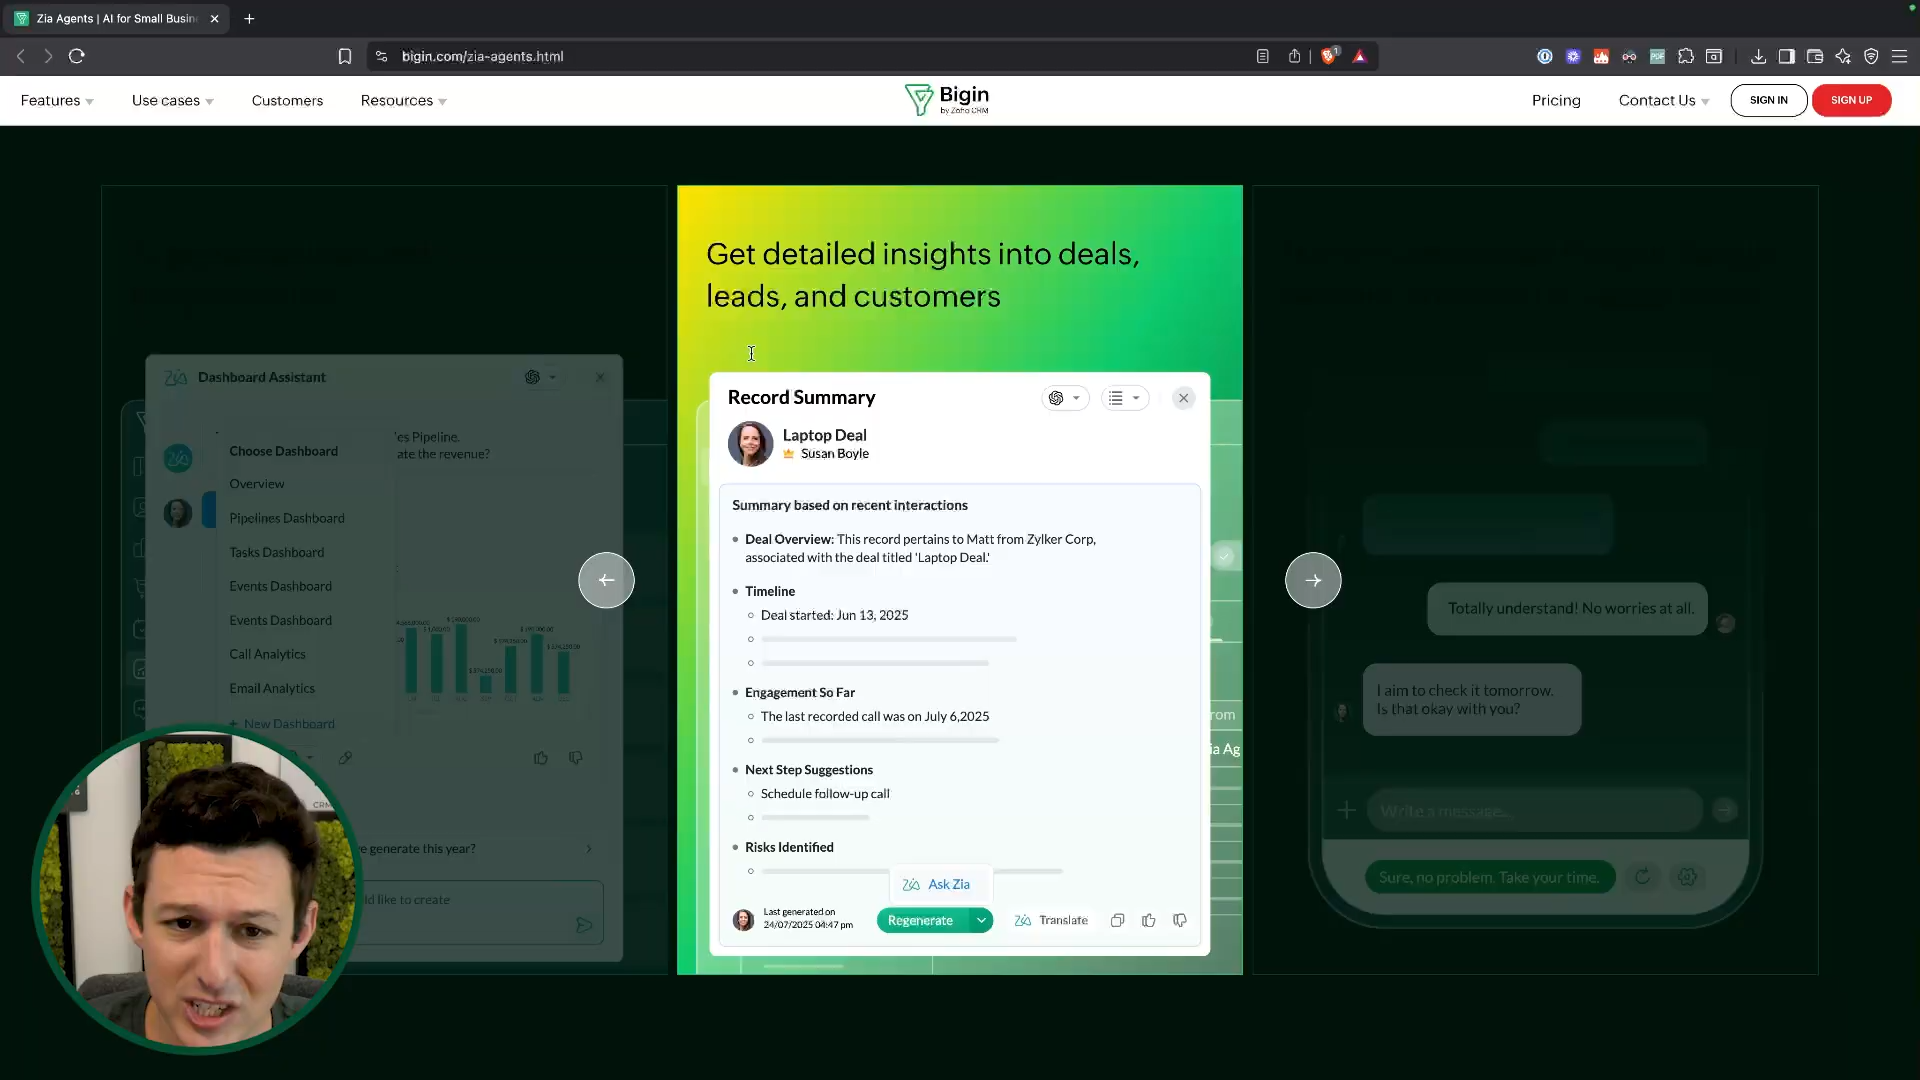 Zia Agents | AI for Small Busin
bigin.com/zia-agents.html
1
Features
Use cases
Customers
Resources
Bigin
by Zoho CRM
Pricing
Contact Us
SIGN IN
SIGN UP
Dashboard Assistant
es Pipeline.
ate the revenue?
Choose Dashboard
Overview
Pipelines Dashboard
Tasks Dashboard
Events Dashboard
Events Dashboard
Call Analytics
Email Analytics
+ New Dashboard
CRM
e generate this year?
ld like to create
Get detailed insights into deals,
leads, and customers
Record Summary
Laptop Deal
Susan Boyle
Summary based on recent interactions
Deal Overview: This record pertains to Matt from Zylker Corp,
associated with the deal titled 'Laptop Deal.'
Timeline
Deal started: Jun 13, 2025
Engagement So Far
The last recorded call was on July 6,2025
Next Step Suggestions
Schedule follow-up call
Risks Identified
Ask Zia
Last generated on
24/07/2025 04:47 pm
Regenerate
Translate
rom
ia Ag
Totally understand! No worries at all.
I aim to check it tomorrow.
Is that okay with you?
Write a message...
Sure, no problem. Take your time.